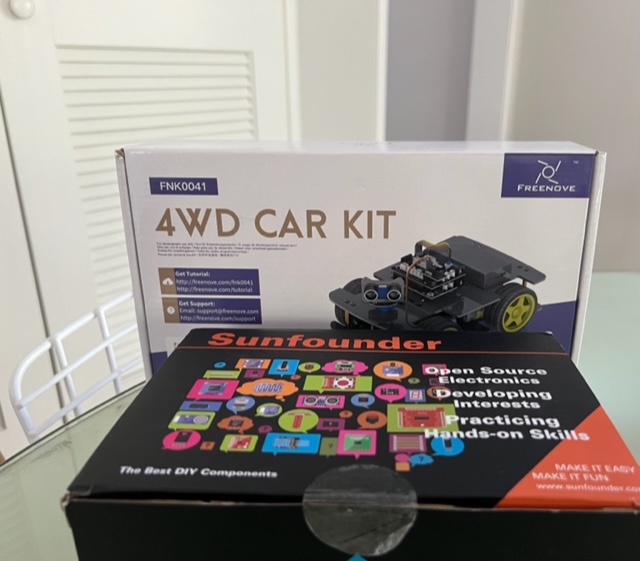 FNK0041
FREENOVE
4WD CAR KIT
Get Tutorial:
http://freenove.com/fnk0041
http://freenove.com/tutorial
Get Support:
Email: support@freenove.com
http://freenove.com/support
Sunfounder
Open Source
Electronics
Developing
Interests
Practicing
Hands-on Skills
The Best DIY Components
MAKE IT EASY
MAKE IT FUN
www.sunfounder.co